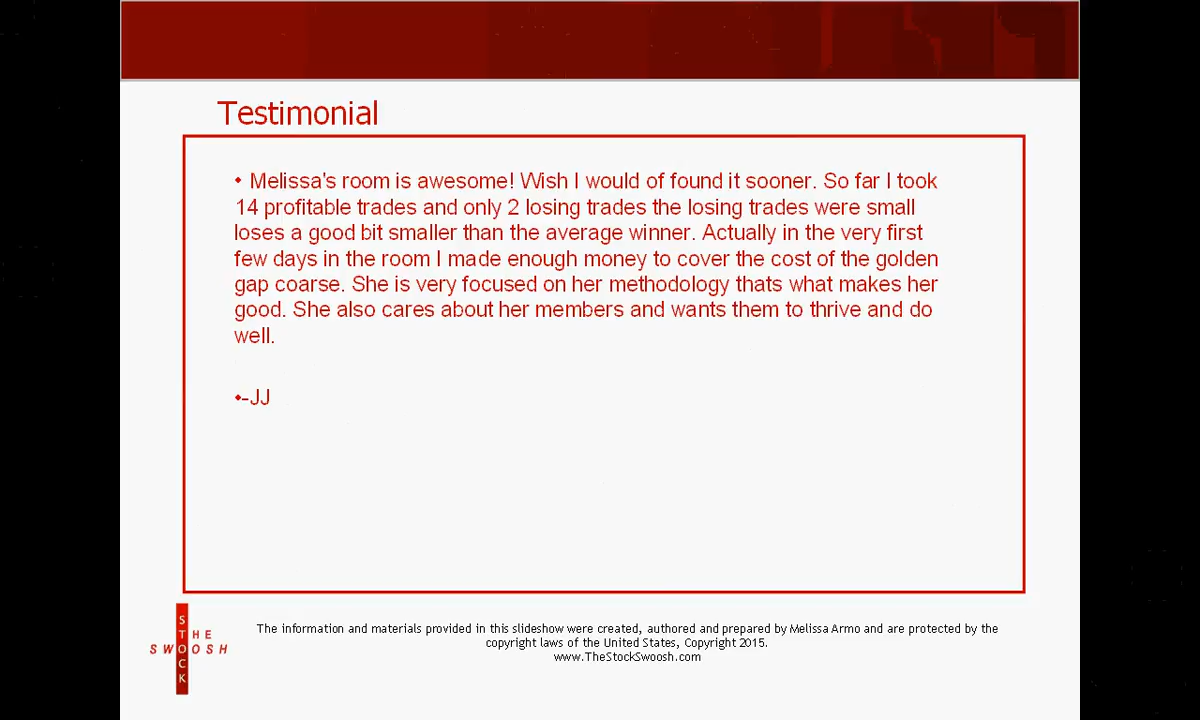 Testimonial
• Melissa's room is awesome! Wish I would of found it sooner. So far I took
14 profitable trades and only 2 losing trades the losing trades were small
loses a good bit smaller than the average winner. Actually in the very first
few days in the room I made enough money to cover the cost of the golden
gap coarse. She is very focused on her methodology thats what makes her
good. She also cares about her members and wants them to thrive and do
well.
•-JJ
THE
STOCK
SWOOSH
The information and materials provided in this slideshow were created, authored and prepared by Melissa Armo and are protected by the
copyright laws of the United States, Copyright 2015.
www.TheStockSwoosh.com